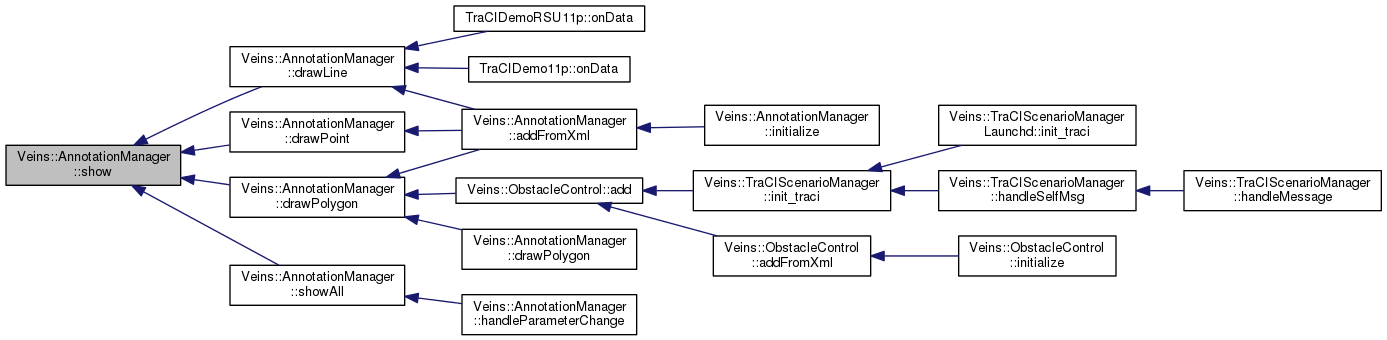 Veins::AnnotationManager
::show
Veins::AnnotationManager
::drawLine
Veins::AnnotationManager
::drawPoint
Veins::AnnotationManager
::drawPolygon
Veins::AnnotationManager
::showAll
TraCIDemoRSU11p::onData
TraCIDemo11p::onData
Veins::AnnotationManager
::addFromXml
Veins::ObstacleControl::add
Veins::AnnotationManager
::drawPolygon
Veins::AnnotationManager
::handleParameterChange
Veins::AnnotationManager
::initialize
Veins::TraCIScenarioManager
::init_traci
Veins::ObstacleControl
::addFromXml
Veins::TraCIScenarioManager
Launchd::init_traci
Veins::TraCIScenarioManager
::handleSelfMsg
Veins::ObstacleControl
::initialize
Veins::TraCIScenarioManager
::handleMessage